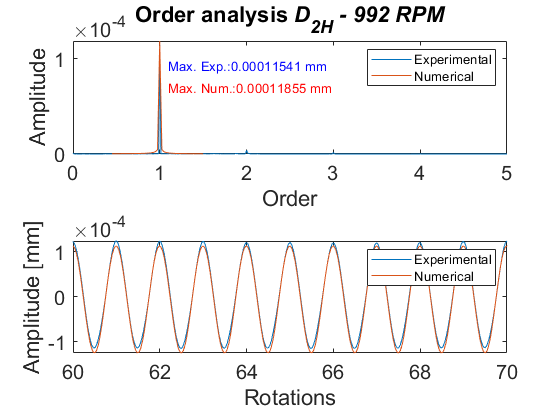 Order analysis D2H - 992 RPM
×10-4
1
0
Amplitude
Max. Exp.:0.00011541 mm
Max. Num.:0.00011855 mm
Experimental
Numerical
0 1 2 3 4 5
Order
×10-4
1
0
-1
Amplitude [mm]
Experimental
Numerical
60 62 64 66 68 70
Rotations